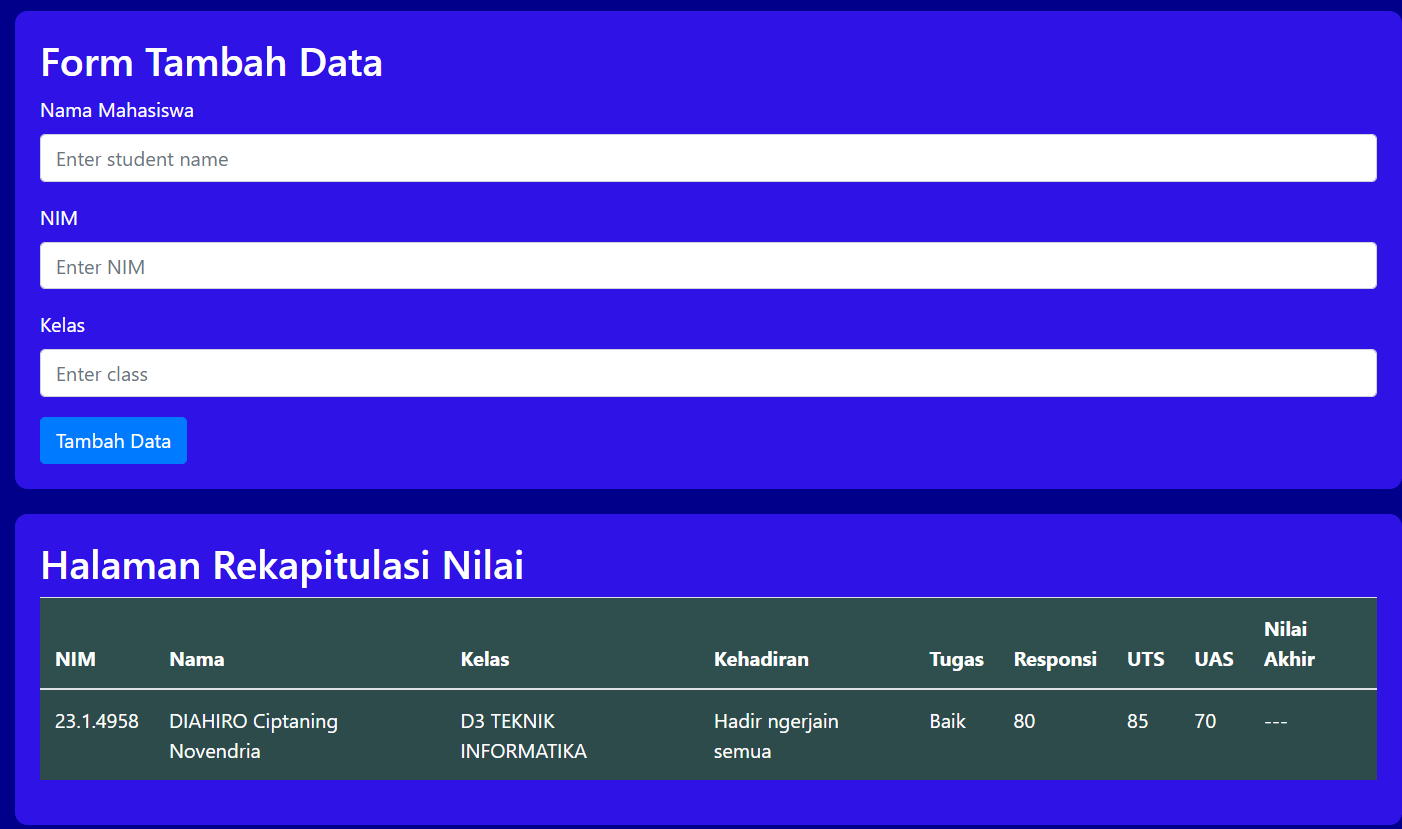 Form Tambah Data
Nama Mahasiswa
Enter student name
NIM
Enter NIM
Kelas
Enter class
Tambah Data
Halaman Rekapitulasi Nilai
NIM Nama Kelas Kehadiran Tugas Responsi UTS UAS Nilai Akhir
23.1.4958 DIAHIRO Ciptaning Novendria D3 TEKNIK INFORMATIKA Hadir ngerjain semua Baik 80 85 70 ---